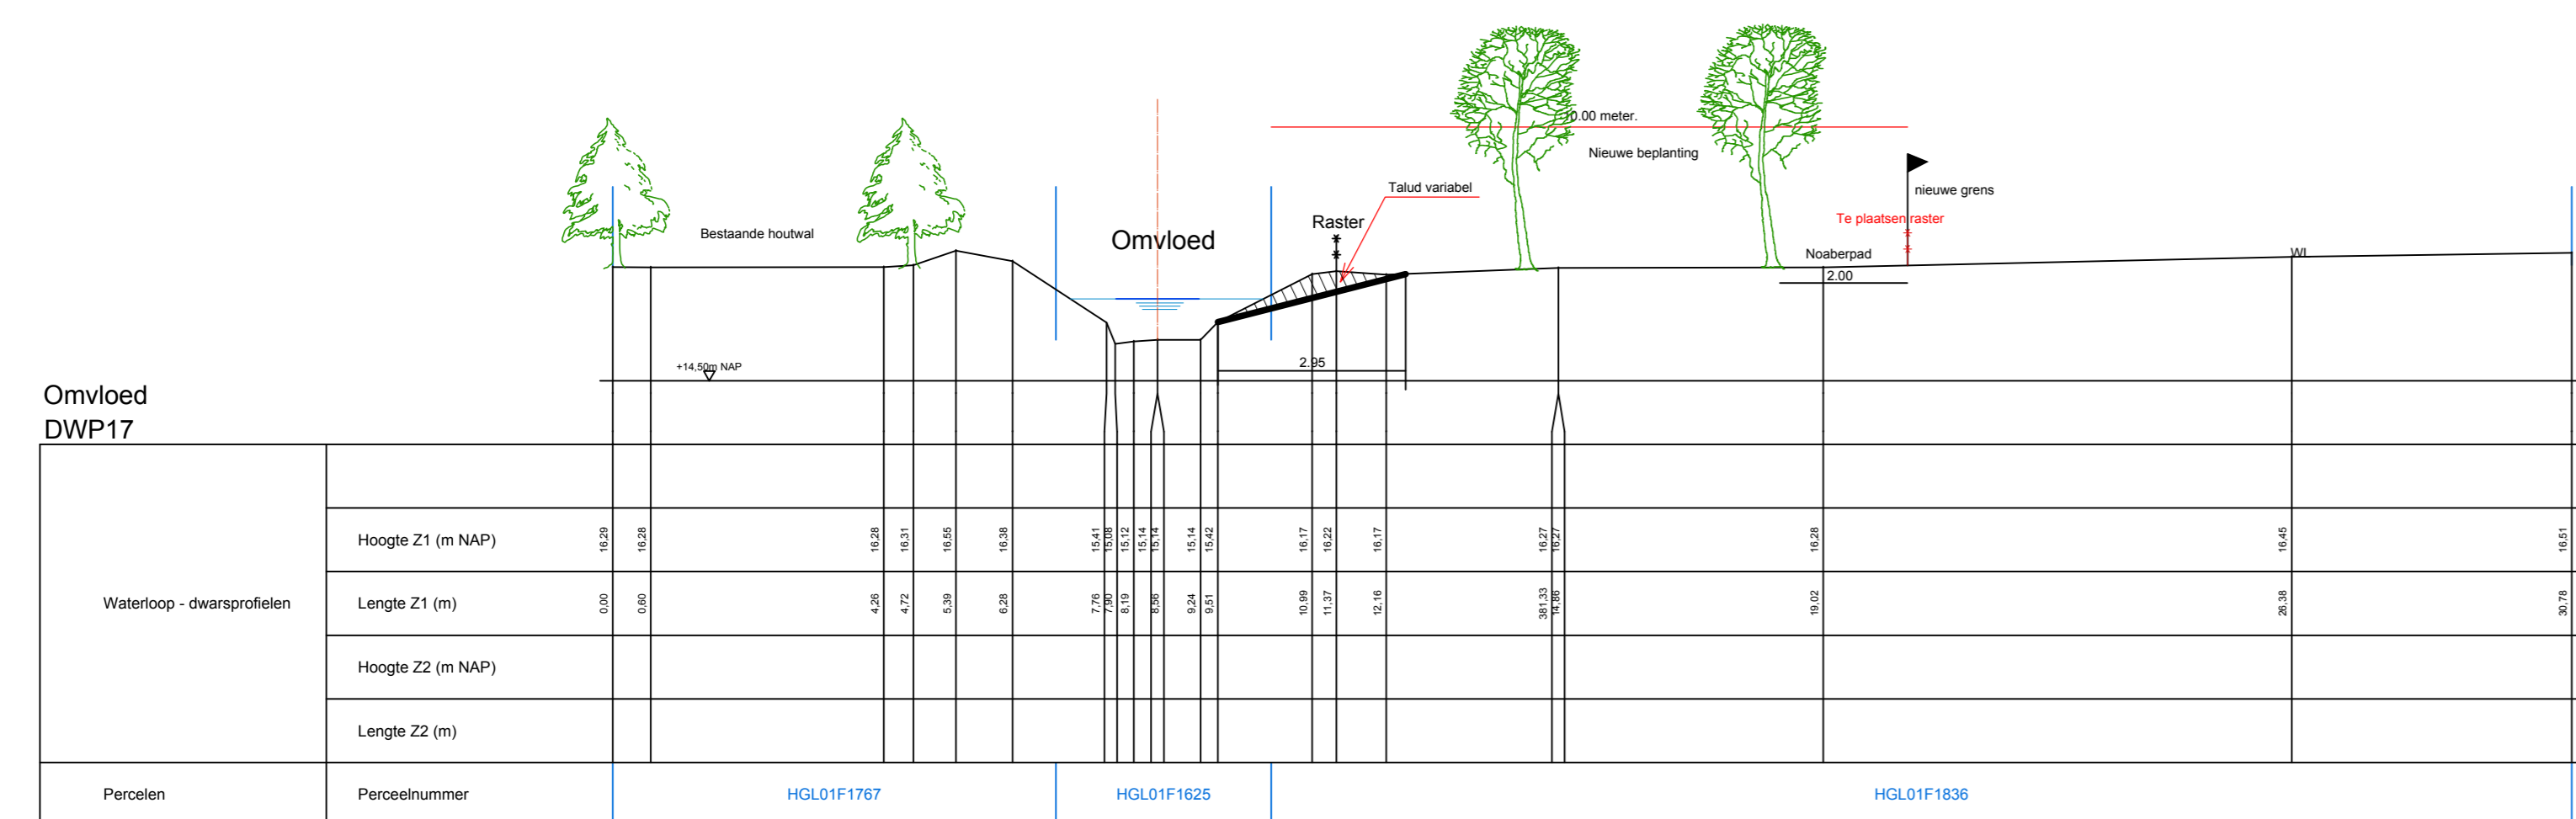 10.00 meter.
Nieuwe beplanting
Talud variabel
nieuwe grens
Raster
Te plaatsen raster
Bestaande houtwal
Omvloed
Noaberpad
WI
2.00
2.95
+14,50m NAP
Omvloed
DWP17
Hoogte Z1 (m NAP) 16,29 16,28 16,28 16,31 16,55 16,38 15,41 15,08 15,12 15,14 15,14 15,14 15,42 16,17 16,22 16,17 16,27 16,27 16,28 16,45 16,51
Waterloop - dwarsprofielen Lengte Z1 (m) 0,00 0,60 4,26 4,72 5,39 6,28 7,76 7,90 8,19 8,56 9,24 9,51 10,99 11,37 12,16 381,33 14,86 19,02 26,38 30,78
Hoogte Z2 (m NAP)
Lengte Z2 (m)
Percelen Perceelnummer HGL01F1767 HGL01F1625 HGL01F1836